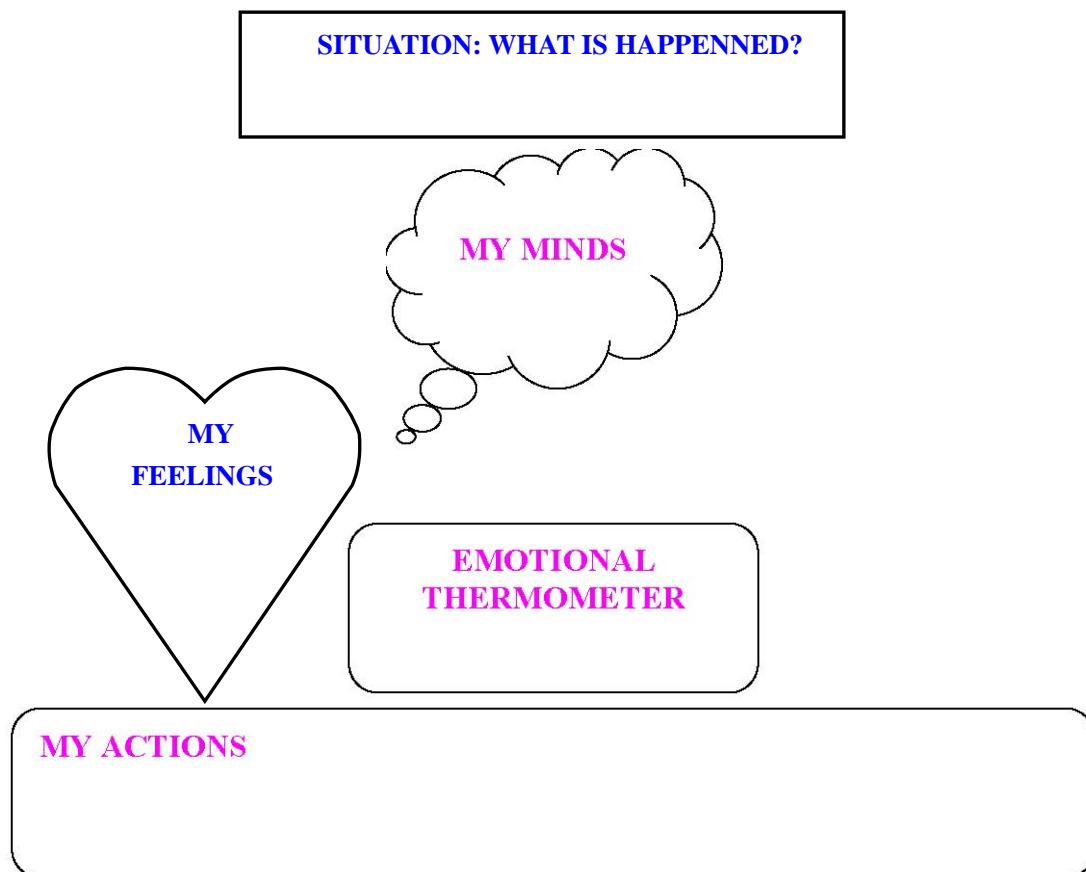 SITUATION: WHAT IS HAPPENNED?
MY MINDS
MY
FEELINGS
EMOTIONAL
THERMOMETER
MY ACTIONS